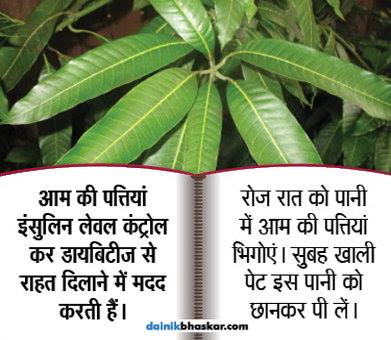 आम की पत्तियां
इंसुलिन लेवल कंट्रोल
कर डायबिटीज से
राहत दिलाने में मदद
करती हैं।
रोज रात को पानी
में आम की पत्तियां
भिगोएं। सुबह खाली
पेट इस पानी को
छानकर पी लें।
dainikbhaskar.com